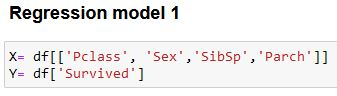 Regression model 1
X= df[['Pclass', 'Sex','SibSp','Parch']]
Y= df['Survived']